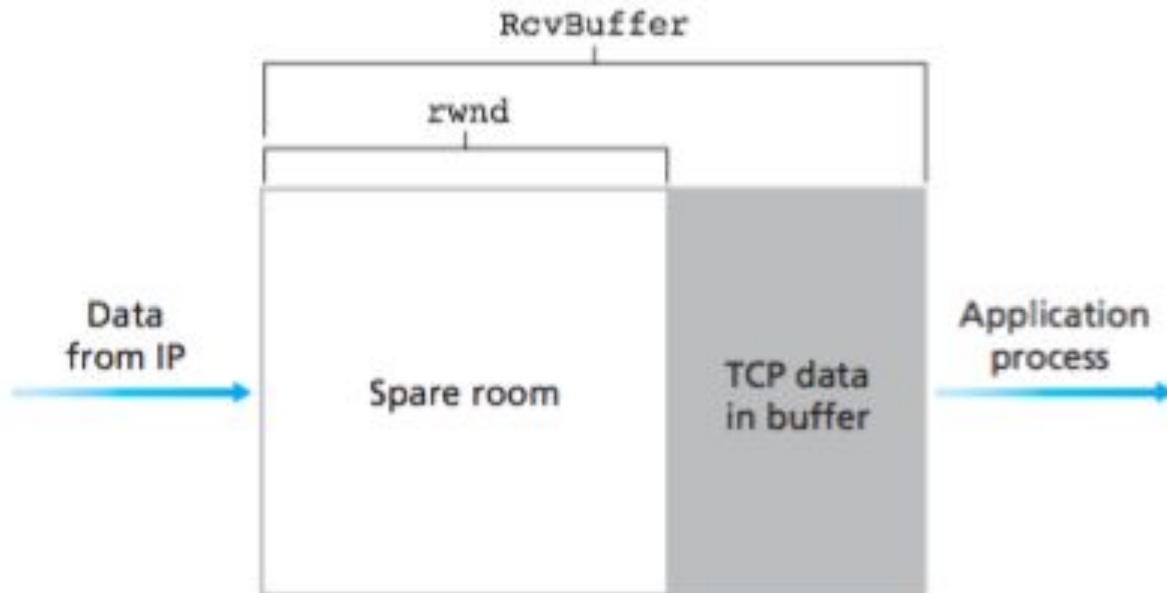 RcvBuffer
rwnd
Data
from IP
Spare room
TCP data
in buffer
Application
process